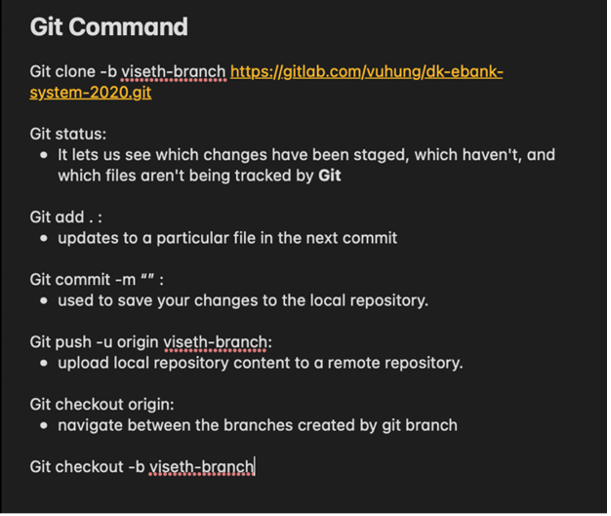 Git Command
Git clone -b viseth-branch https://gitlab.com/vuhung/dk-ebank-
system-2020.git
Git status:
• It lets us see which changes have been staged, which haven't, and
which files aren't being tracked by Git
Git add . :
• updates to a particular file in the next commit
Git commit -m “” :
• used to save your changes to the local repository.
Git push -u origin viseth-branch:
• upload local repository content to a remote repository.
Git checkout origin:
• navigate between the branches created by git branch
Git checkout -b viseth-branch